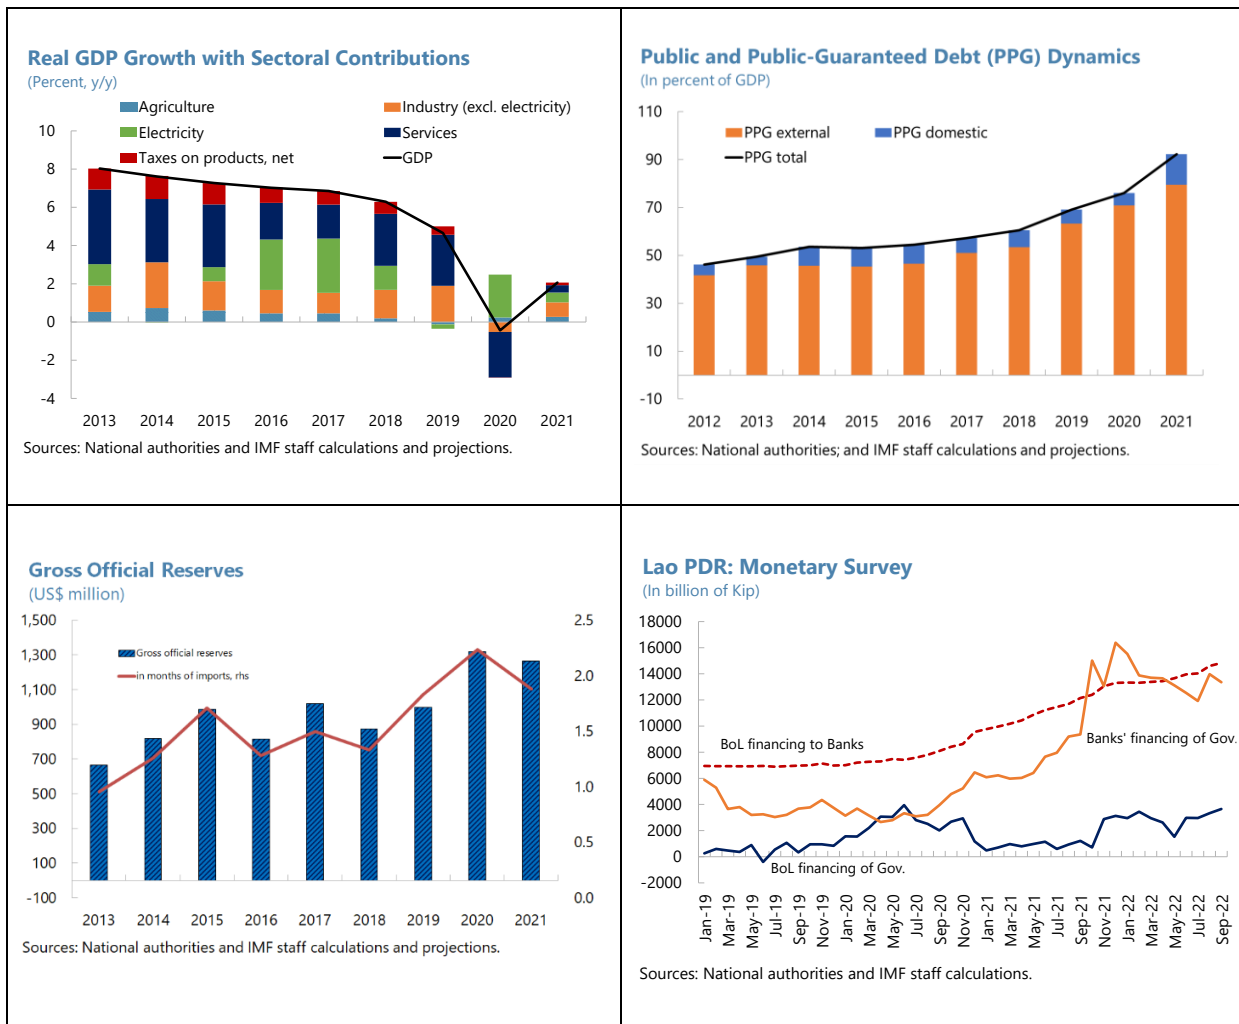 Real GDP Growth with Sectoral Contributions
(Percent, y/y)
Agriculture
Industry (excl. electricity)
Electricity
Services
Taxes on products, net
GDP
10
8
6
4
2
0
-2
-4
2013 2014 2015 2016 2017 2018 2019 2020 2021
Sources: National authorities and IMF staff calculations and projections.
Public and Public-Guaranteed Debt (PPG) Dynamics
(In percent of GDP)
110
90
70
50
30
10
-10
PPG external
PPG domestic
PPG total
2012 2013 2014 2015 2016 2017 2018 2019 2020 2021
Sources: National authorities; and IMF staff calculations and projections.
Gross Official Reserves
(US$ million)
1,500
1,300
1,100
900
700
500
300
100
-100
Gross official reserves
in months of imports, rhs
2.5
2.0
1.5
1.0
0.5
0.0
2013 2014 2015 2016 2017 2018 2019 2020 2021
Sources: National authorities and IMF staff calculations and projections.
Lao PDR: Monetary Survey
(In billion of Kip)
18000
16000
14000
12000
10000
8000
6000
4000
2000
0
-2000
BoL financing to Banks
Banks' financing of Gov.
BoL financing of Gov.
Jan-19
Mar-19
May-19
Jul-19
Sep-19
Nov-19
Jan-20
Mar-20
May-20
Jul-20
Sep-20
Nov-20
Jan-21
Mar-21
May-21
Jul-21
Sep-21
Nov-21
Jan-22
Mar-22
May-22
Jul-22
Sep-22
Sources: National authorities and IMF staff calculations.